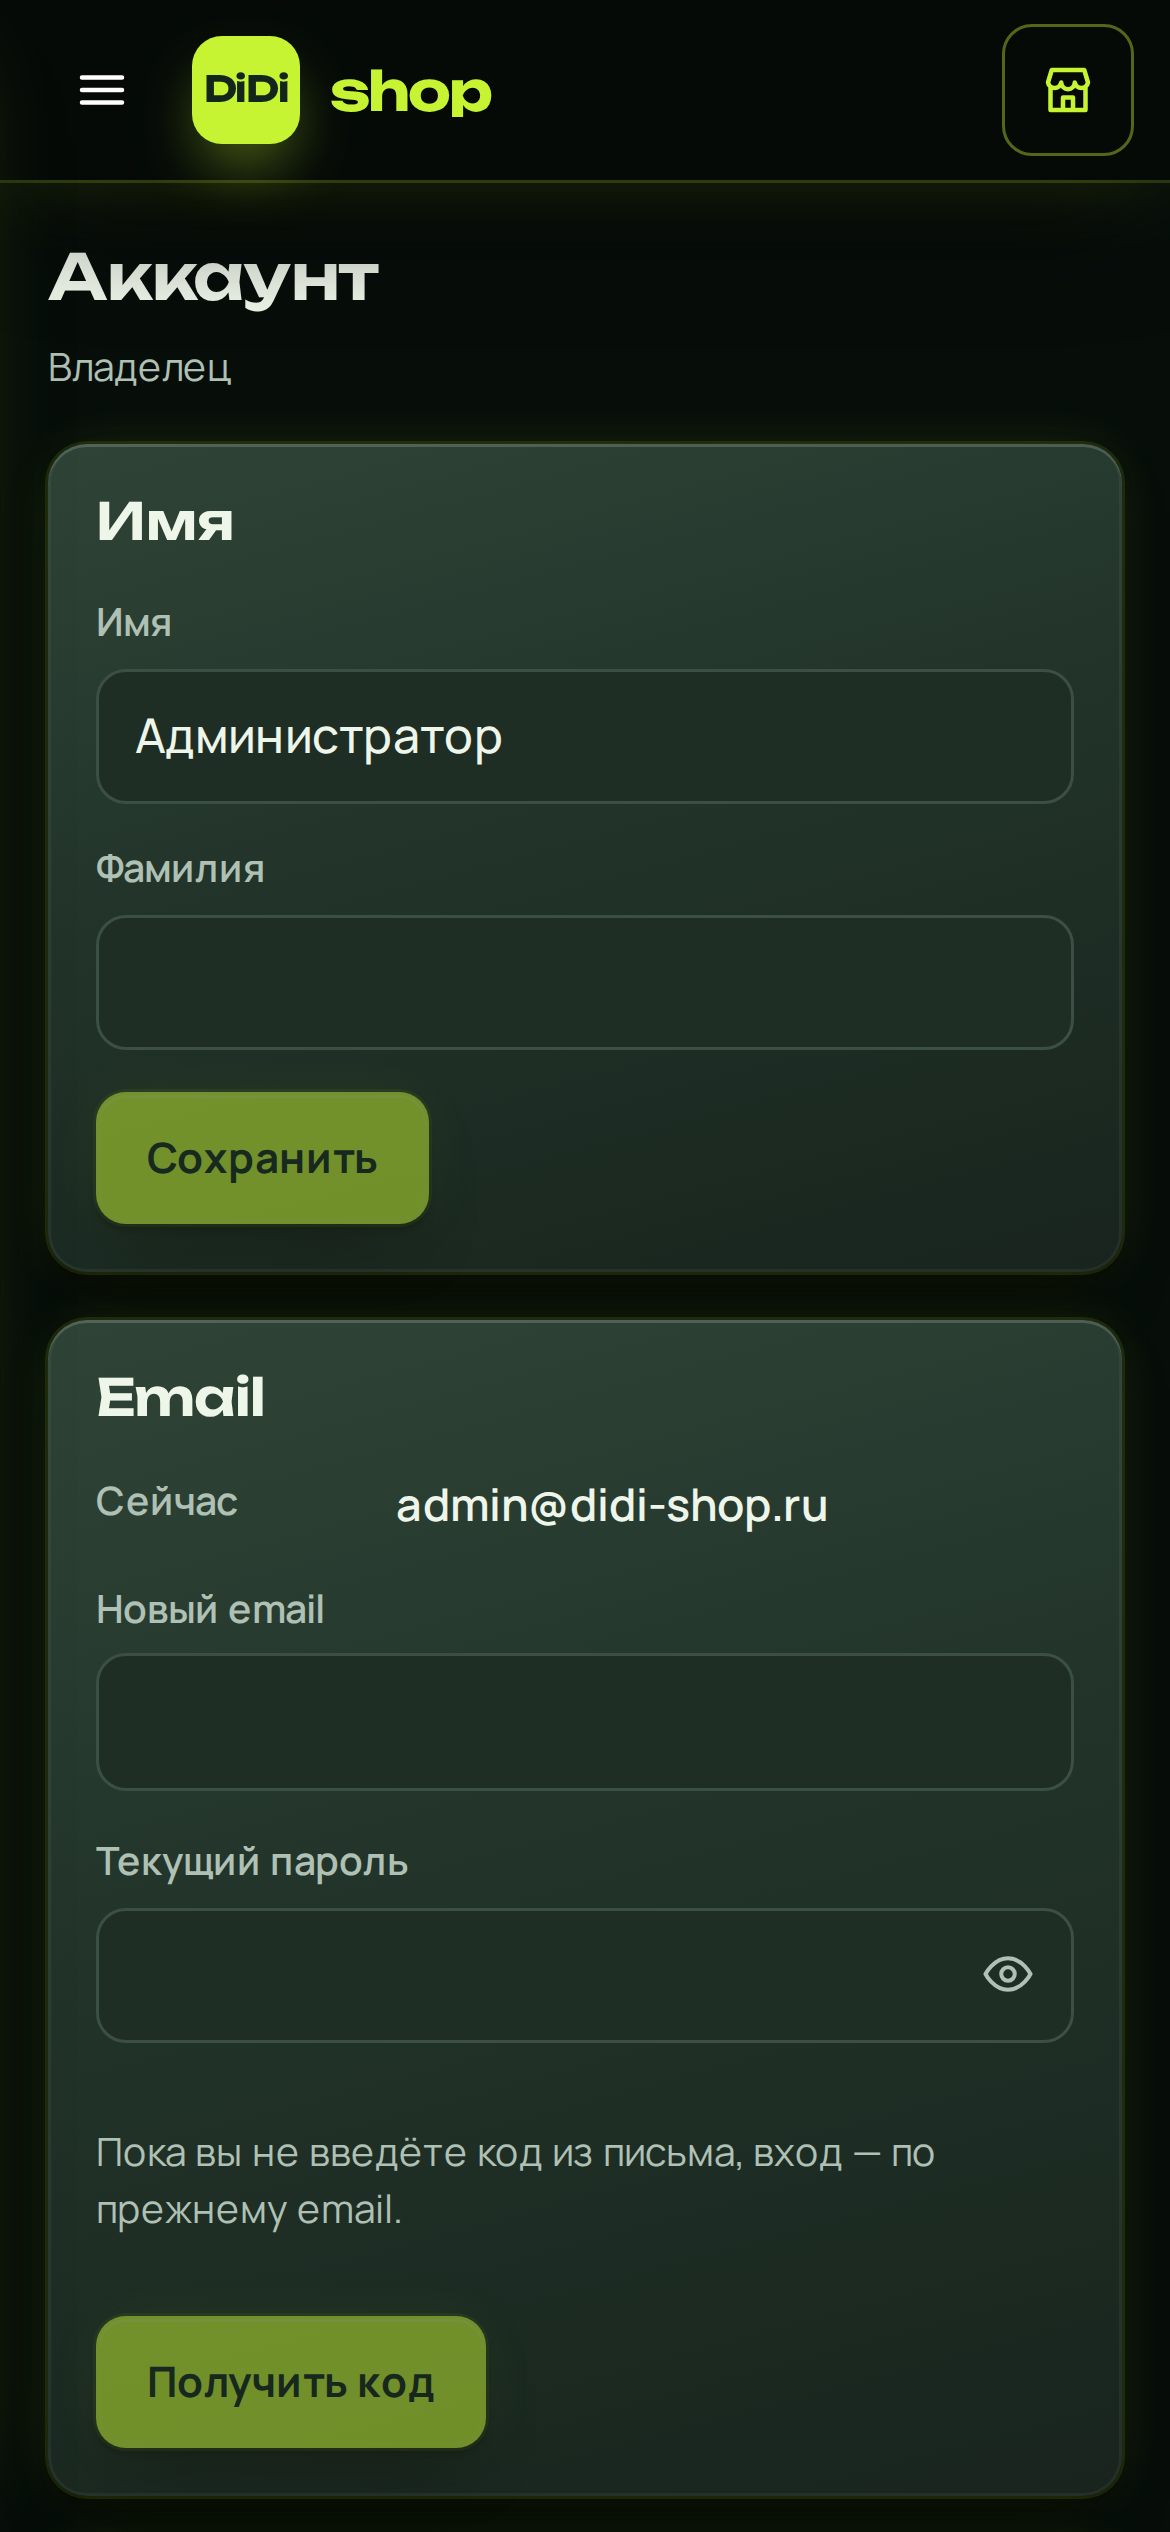 DiDi shop
Аккаунт
Владелец
Имя
Имя
Администратор
Фамилия
Сохранить
Email
Сейчас admin@didi-shop.ru
Новый email
Текущий пароль
Пока вы не введёте код из письма, вход — по
прежнему email.
Получить код